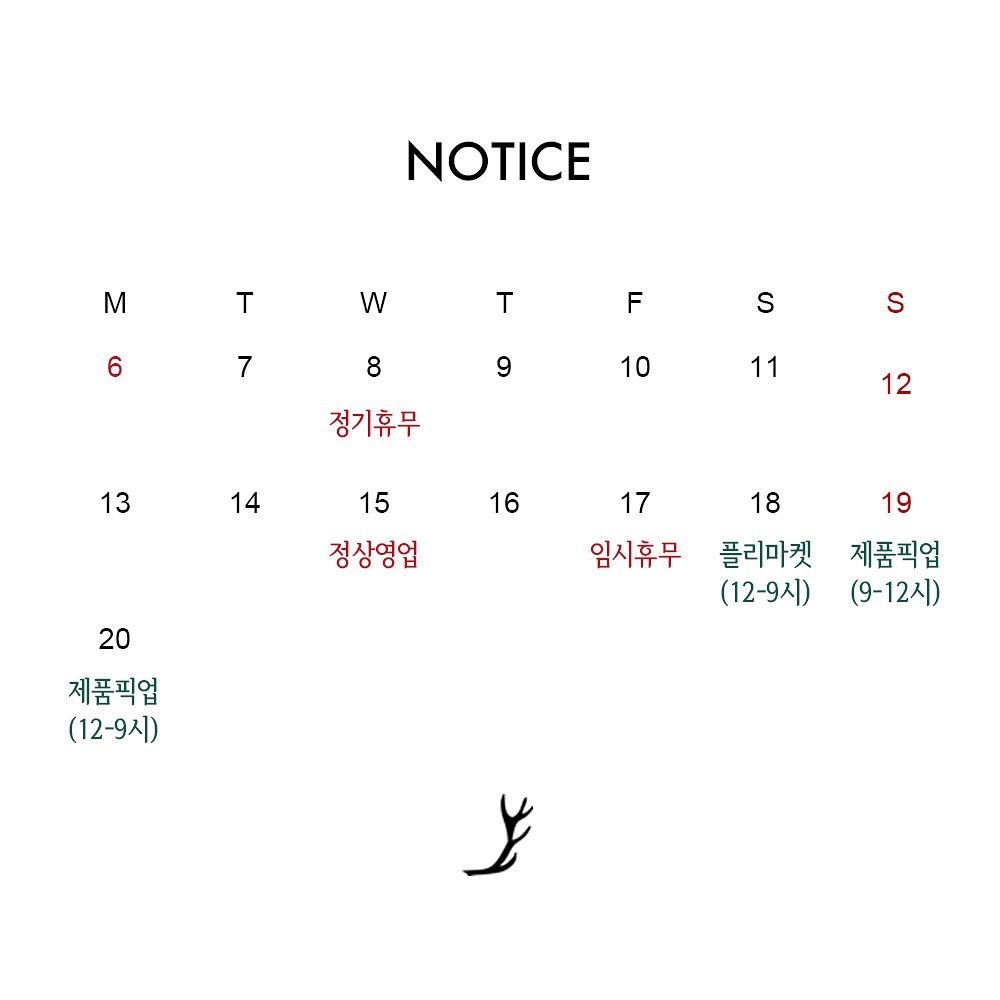 NOTICE
M T W T F S S
6 7 8 9 10 11 12
정기휴무
13 14 15 16 17 18 19
정상영업 임시휴무 플리마켓 제품픽업
(12-9시) (9-12시)
20
제품픽업
(12-9시)